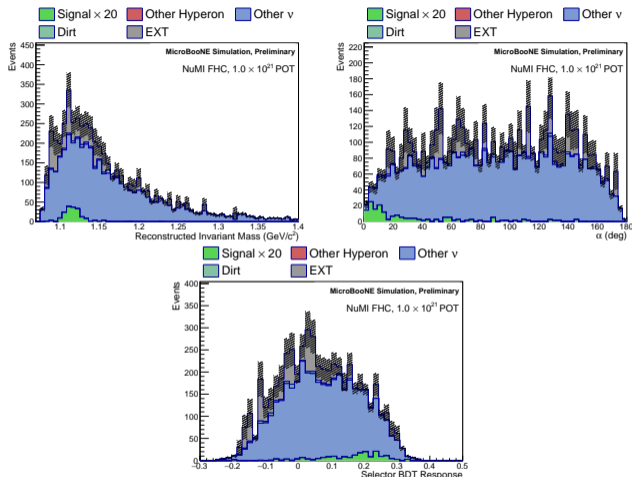 Signal × 20 Other Hyperon Other ν
Dirt EXT
MicroBooNE Simulation, Preliminary
NuMI FHC, 1.0 × 10²¹ POT
Events
450
400
350
300
250
200
150
100
50
0
1.1 1.15 1.2 1.25 1.3 1.35 1.4
Reconstructed Invariant Mass (GeV/c²)
Signal × 20 Other Hyperon Other ν
Dirt EXT
MicroBooNE Simulation, Preliminary
NuMI FHC, 1.0 × 10²¹ POT
Events
220
200
180
160
140
120
100
80
60
40
20
0
0 20 40 60 80 100 120 140 160 180
α (deg)
Signal × 20 Other Hyperon Other ν
Dirt EXT
MicroBooNE Simulation, Preliminary
NuMI FHC, 1.0 × 10²¹ POT
Events
400
350
300
250
200
150
100
50
0
−0.3 −0.2 −0.1 0 0.1 0.2 0.3 0.4 0.5
Selector BDT Response